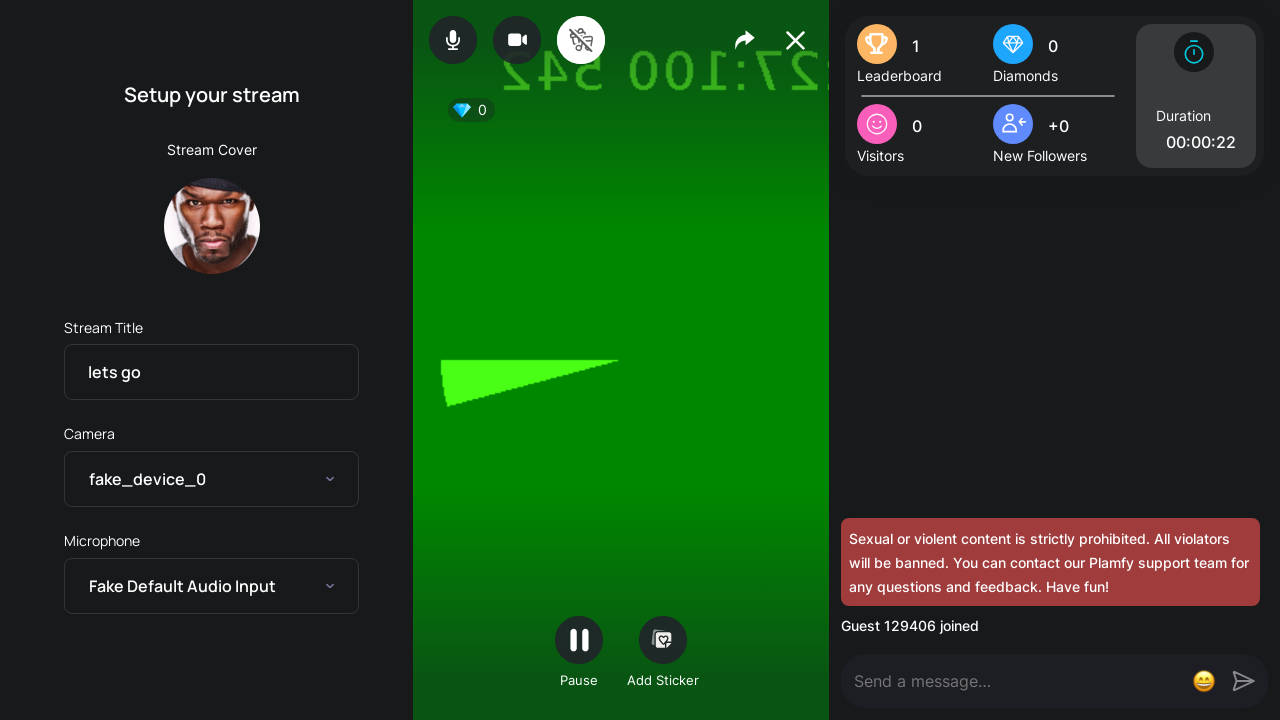 Setup your stream
Stream Cover
Stream Title
lets go
Camera
fake_device_0
Microphone
Fake Default Audio Input
:27:100 542
0
Pause
Add Sticker
1
Leaderboard
0
Diamonds
0
Visitors
+0
New Followers
Duration
00:00:22
Sexual or violent content is strictly prohibited. All violators
will be banned. You can contact our Plamfy support team for
any questions and feedback. Have fun!
Guest 129406 joined
Send a message...